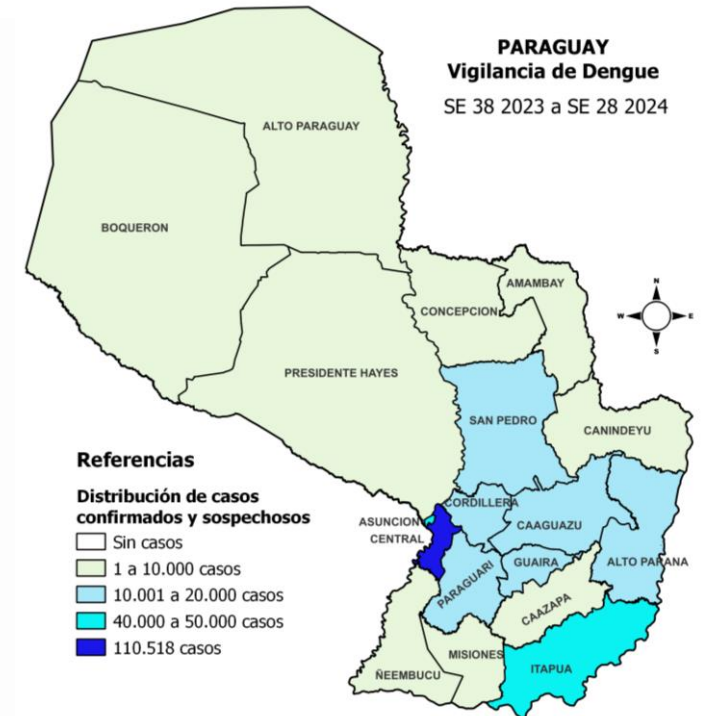 PARAGUAY
Vigilancia de Dengue
SE 38 2023 a SE 28 2024
ALTO PARAGUAY
BOQUERON
AMAMBAY
CONCEPCION
N
W
E
S
PRESIDENTE HAYES
SAN PEDRO
CANINDEYU
Referencias
Distribución de casos
confirmados y sospechosos
Sin casos
1 a 10.000 casos
10.001 a 20.000 casos
40.000 a 50.000 casos
110.518 casos
CORDILLERA
ASUNCION
CENTRAL
CAAGUAZU
GUAIRA
ALTO PARANA
PARAGUARI
CAAZAPA
MISIONES
ITAPUA
ÑEEMBUCU